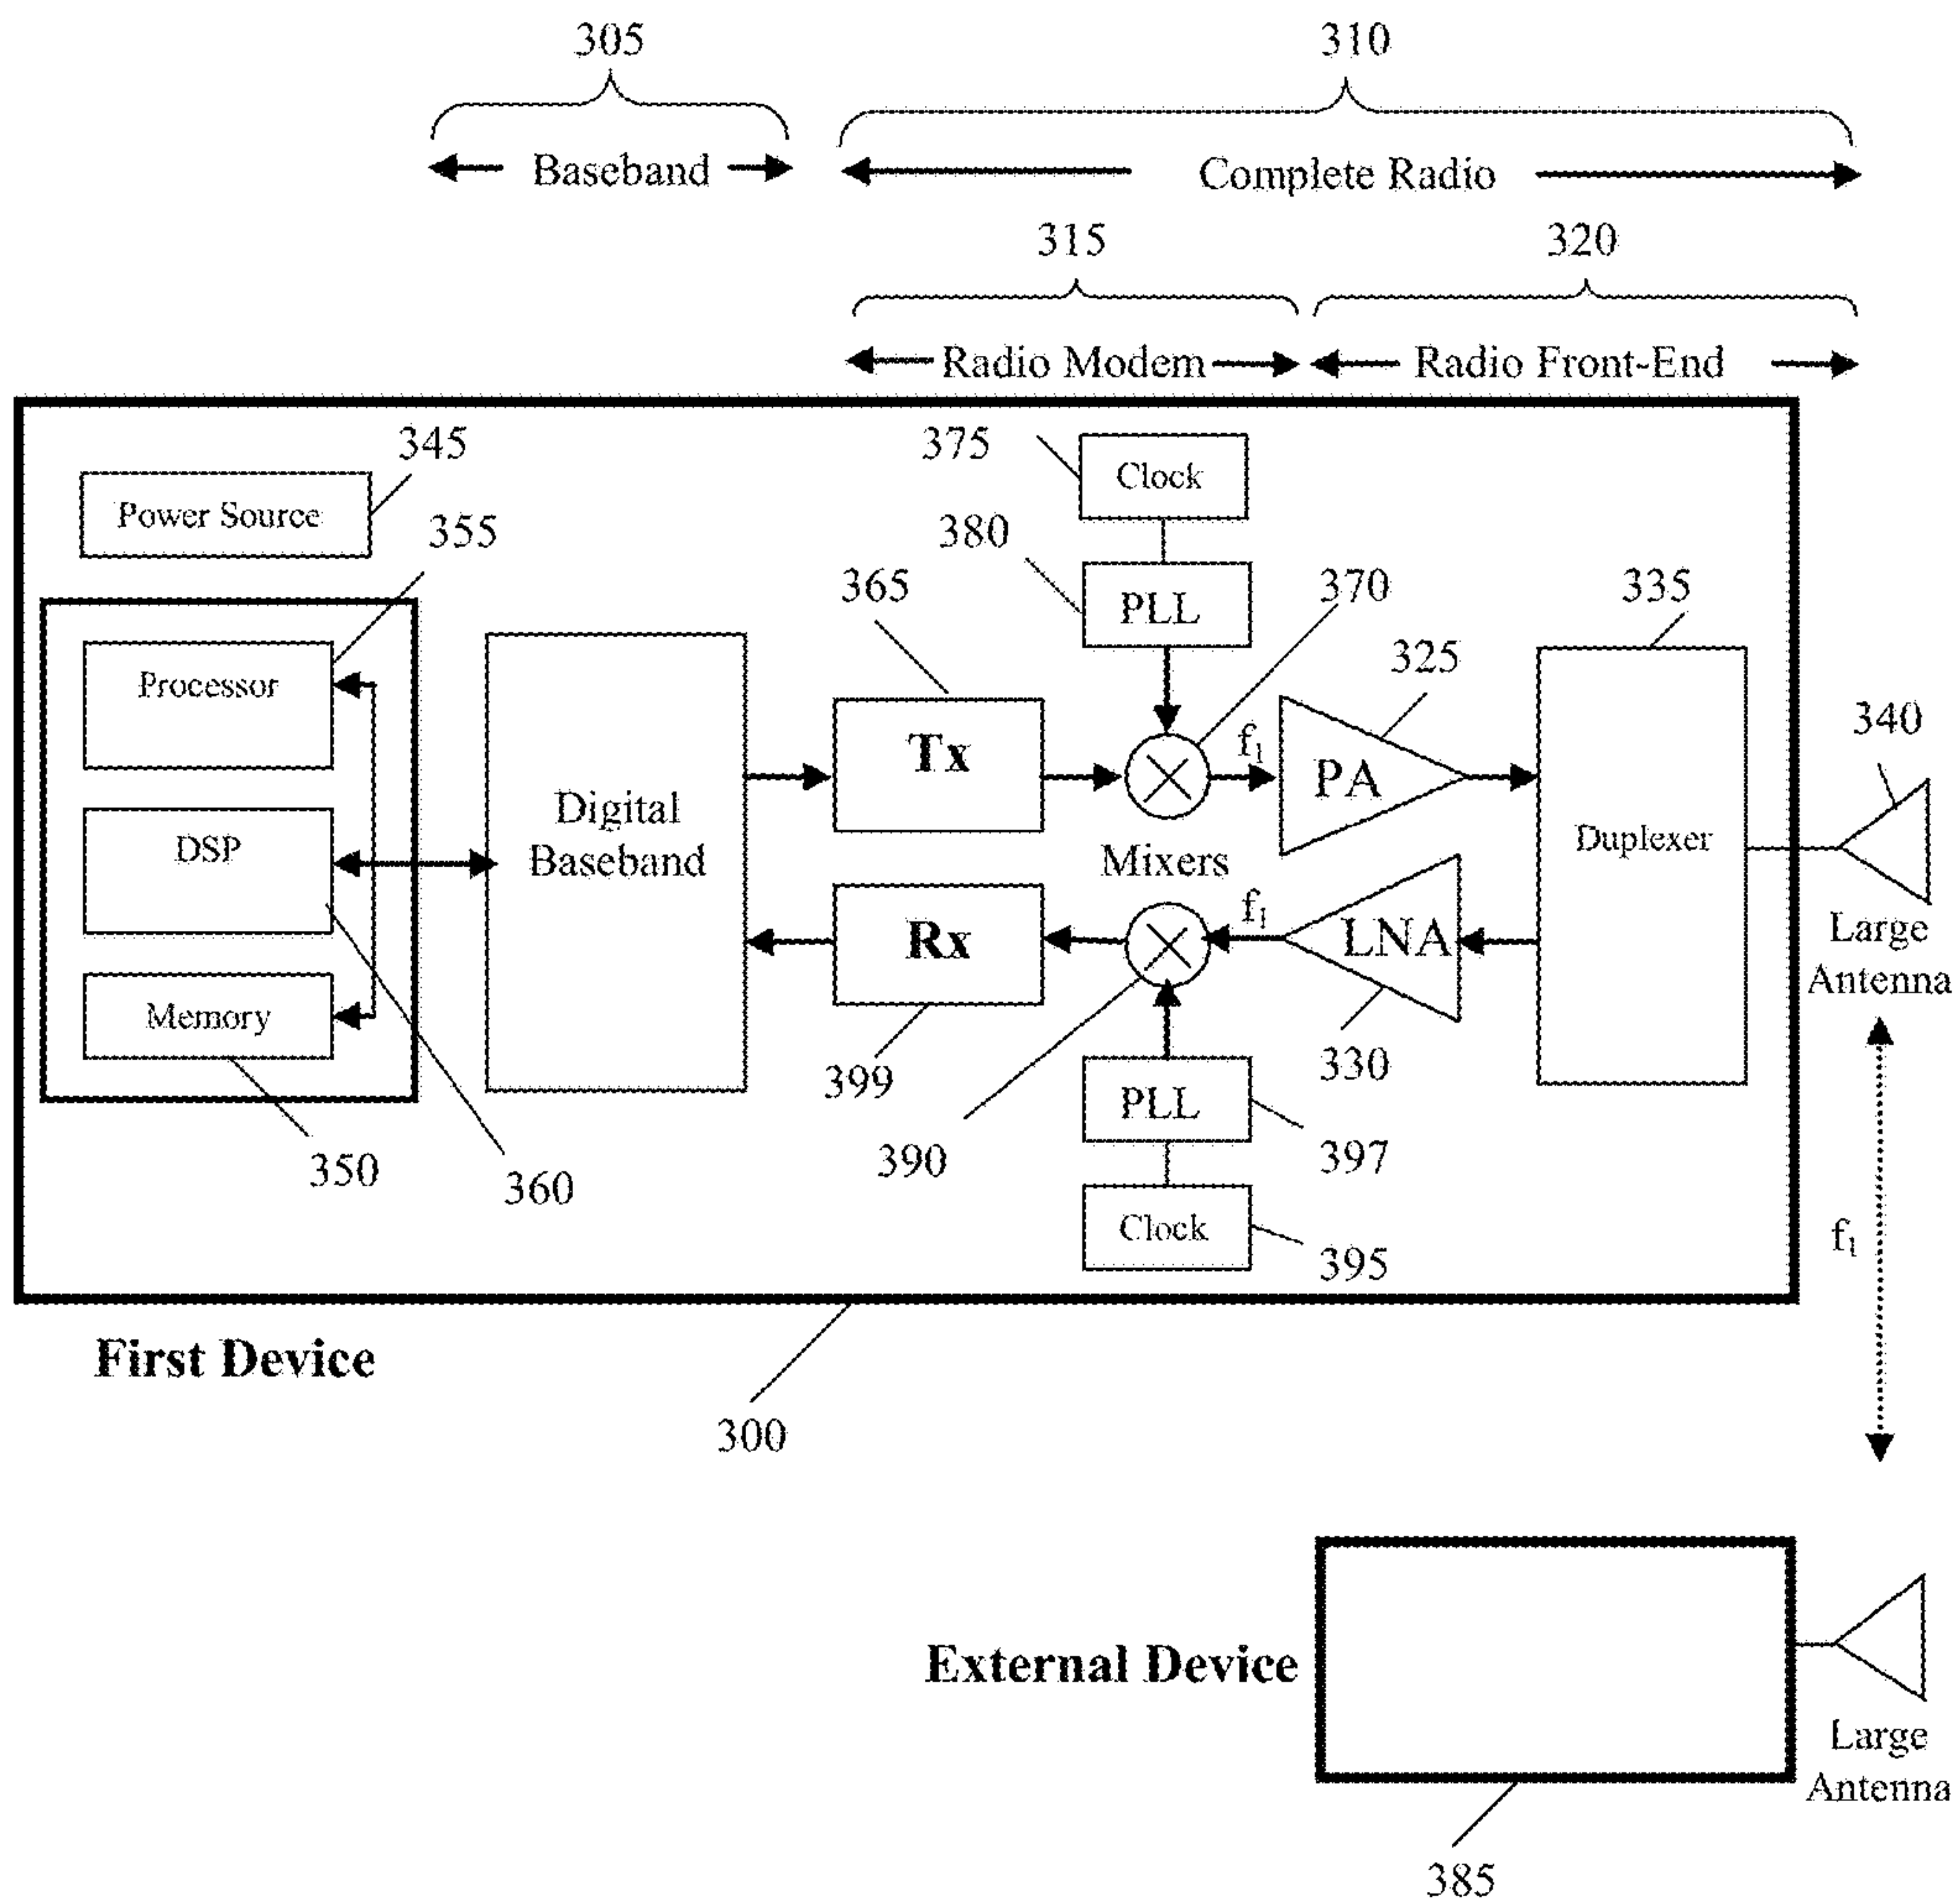 305
310
Baseband
Complete Radio
315
320
Radio Modem
Radio Front-End
345
375
Clock
Power Source
355
380
365
PLL
370
335
325
Processor
340
Tx
f1
PA
Digital
Baseband
DSP
Mixers
Duplexer
Rx
f1
LNA
Large
Antenna
Memory
399
330
PLL
350
360
390
397
Clock
395
f1
First Device
300
External Device
Large
Antenna
385